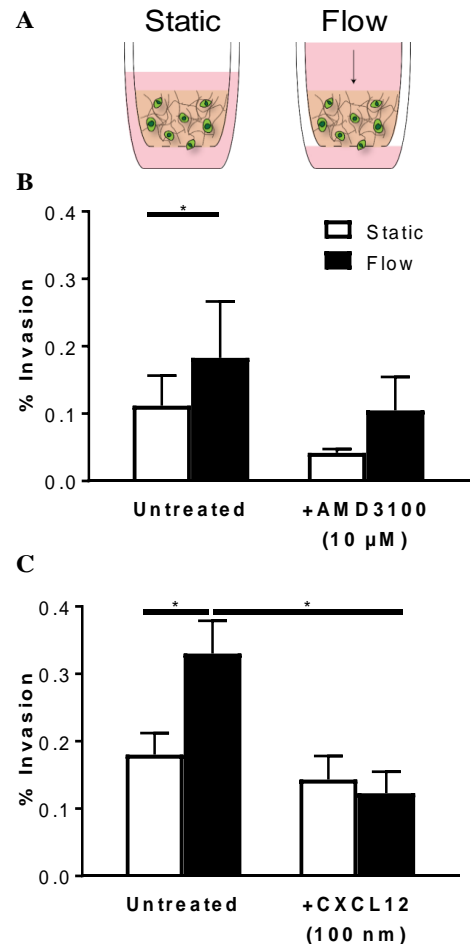 A
Static Flow
B
*
0.4
0.3
0.2
0.1
0.0
% Invasion
Static
Flow
Untreated +AMD3100
(10 µM)
C
* *
0.4
0.3
0.2
0.1
0.0
% Invasion
Untreated +CXCL12
(100 nm)